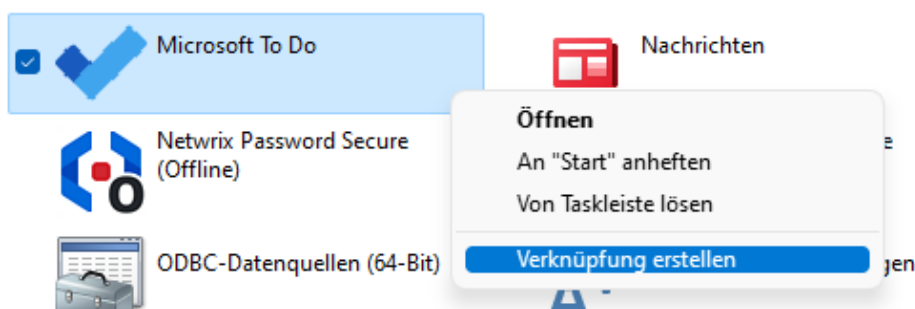 Microsoft To Do
Nachrichten
Netwrix Password Secure
(Offline)
ODBC-Datenquellen (64-Bit)
Öffnen
An "Start" anheften
Von Taskleiste lösen
Verknüpfung erstellen